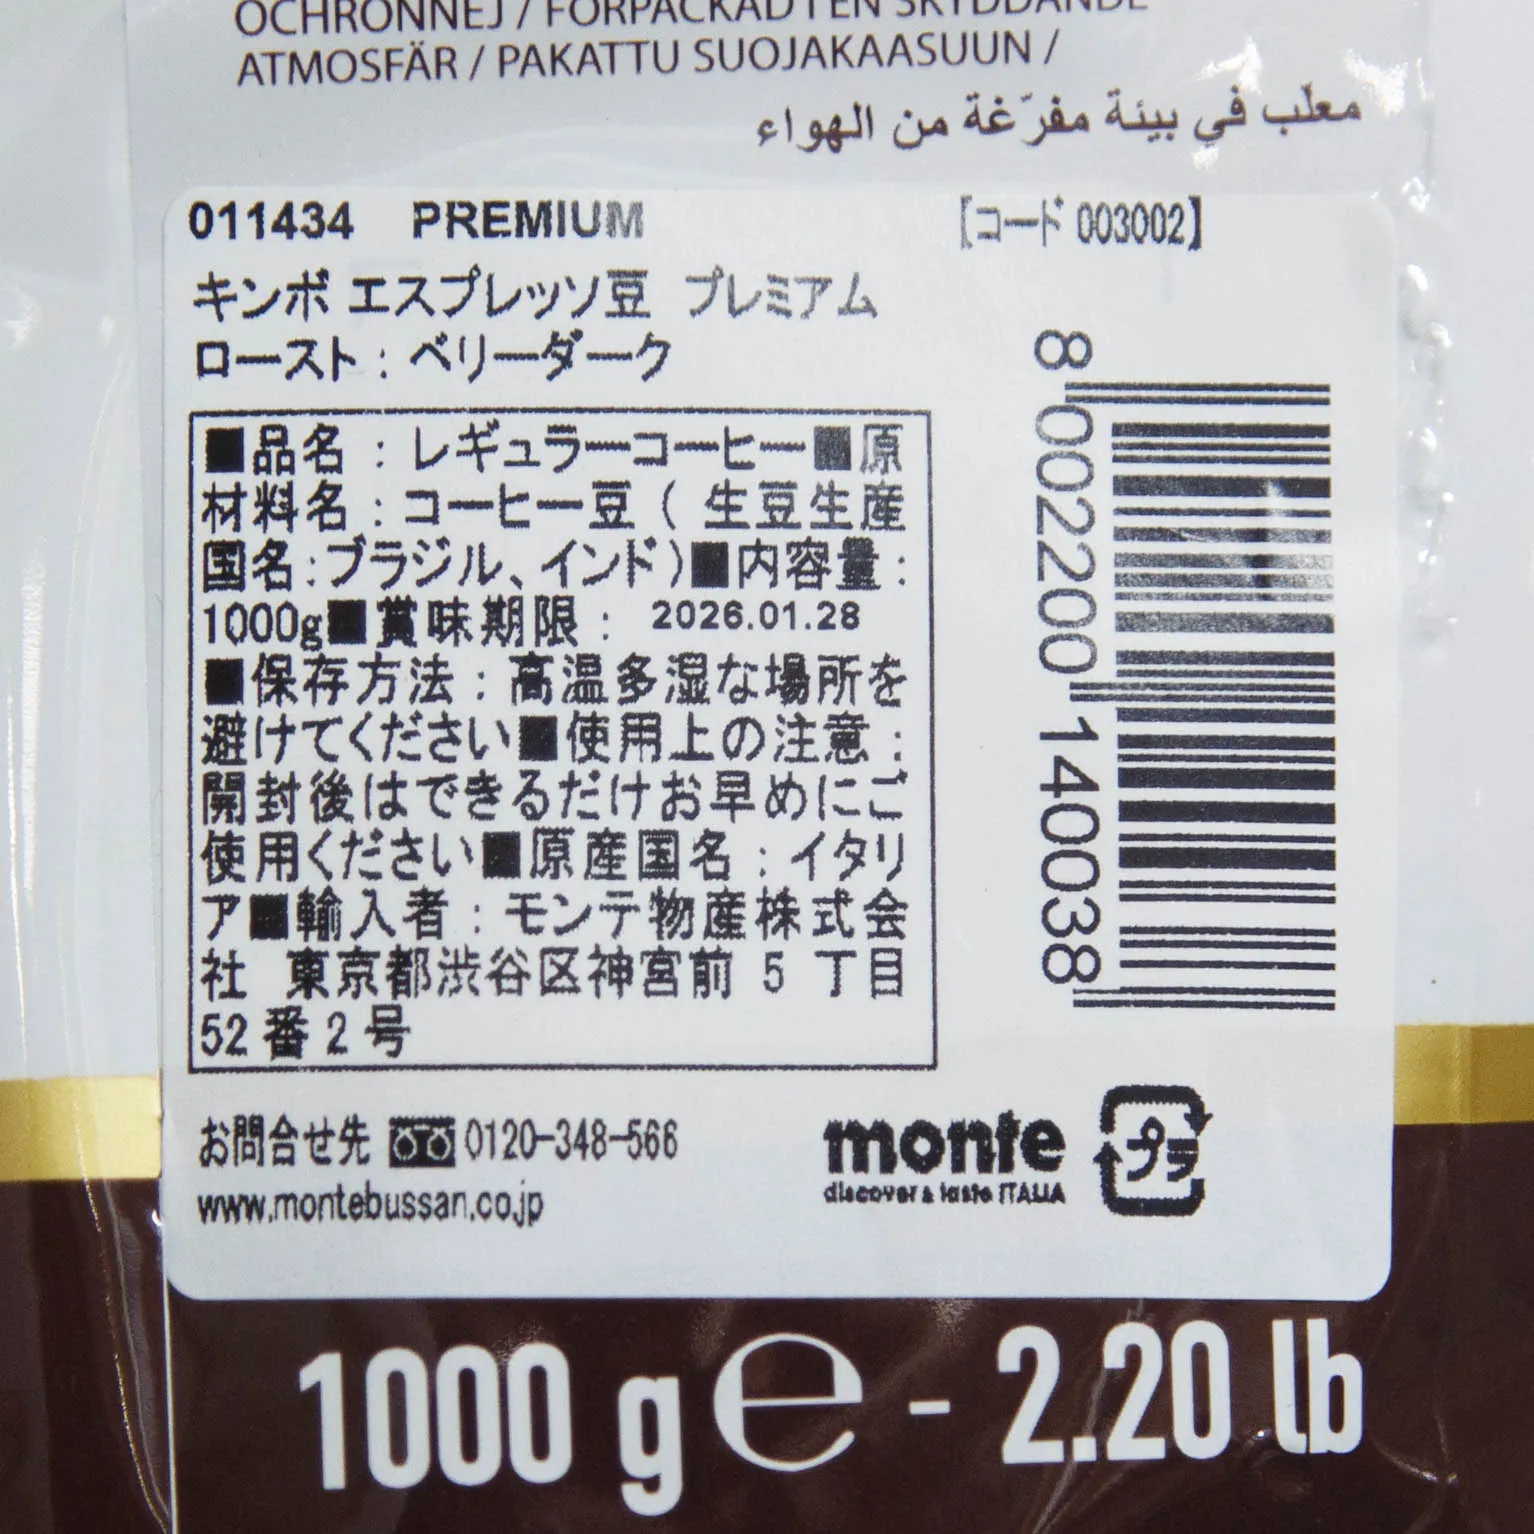 OCHRONNEJ / FÖRPACKAD I EN SKYDDANDE
ATMOSFÄR / PAKATTU SUOJAKAASUUN /
معلّب في بيئة مفرّغة من الهواء
011434 PREMIUM 【コード 003002】
キンボ エスプレッソ豆 プレミアム
ロースト：ベリーダーク
■品名：レギュラーコーヒー■原
材料名：コーヒー豆（生豆生産
国名:ブラジル、インド）■内容量：
1000g■賞味期限：2026.01.28
■保存方法：高温多湿な場所を
避けてください■使用上の注意：
開封後はできるだけお早めにご
使用ください■原産国名：イタリ
ア■輸入者：モンテ物産株式会
社 東京都渋谷区神宮前 5 丁目
52 番 2 号
8 002200 140038
お問合せ先 0120-348-566
www.montebussan.co.jp
monte
discover & taste ITALIA
プラ
1000 g e - 2.20 lb